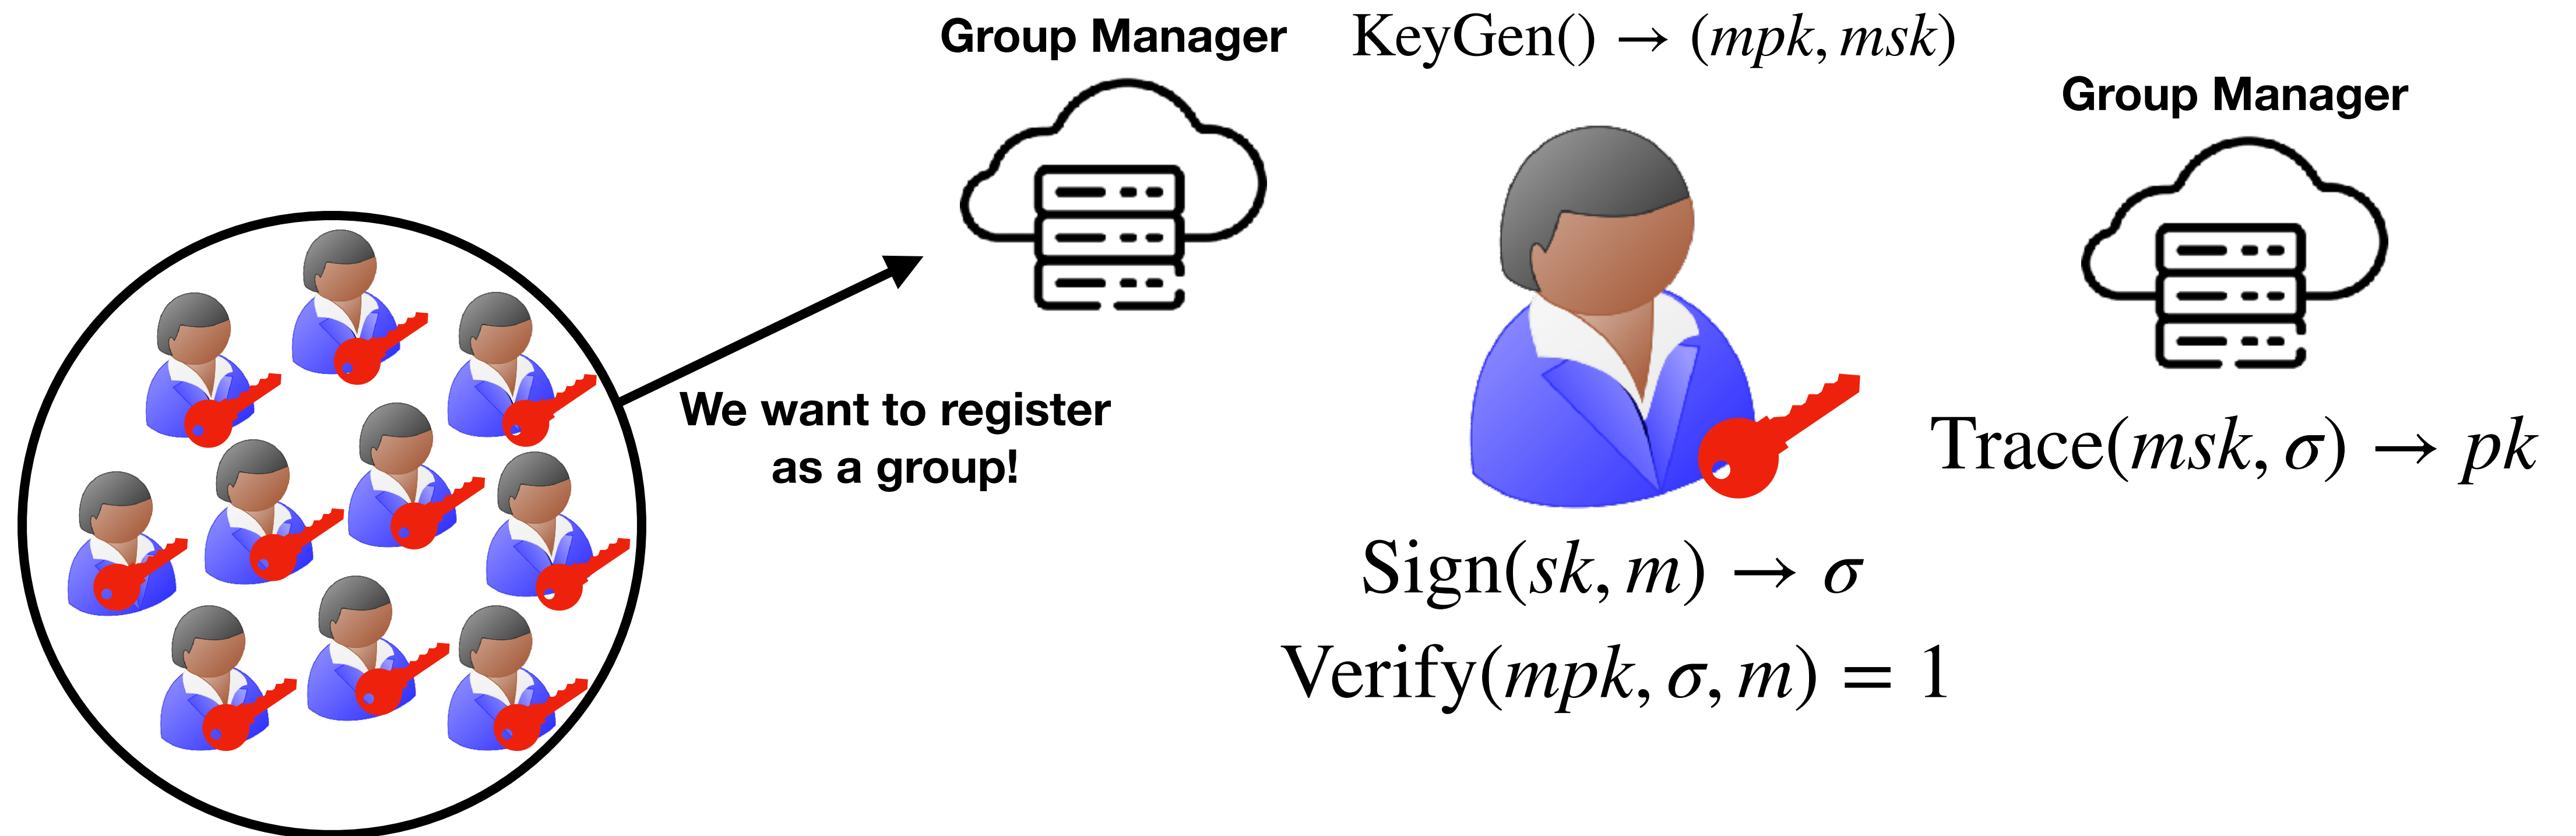 Group Manager
KeyGen() → (mpk, msk)
Group Manager
We want to register
as a group!
Trace(msk, σ) → pk
Sign(sk, m) → σ
Verify(mpk, σ, m) = 1